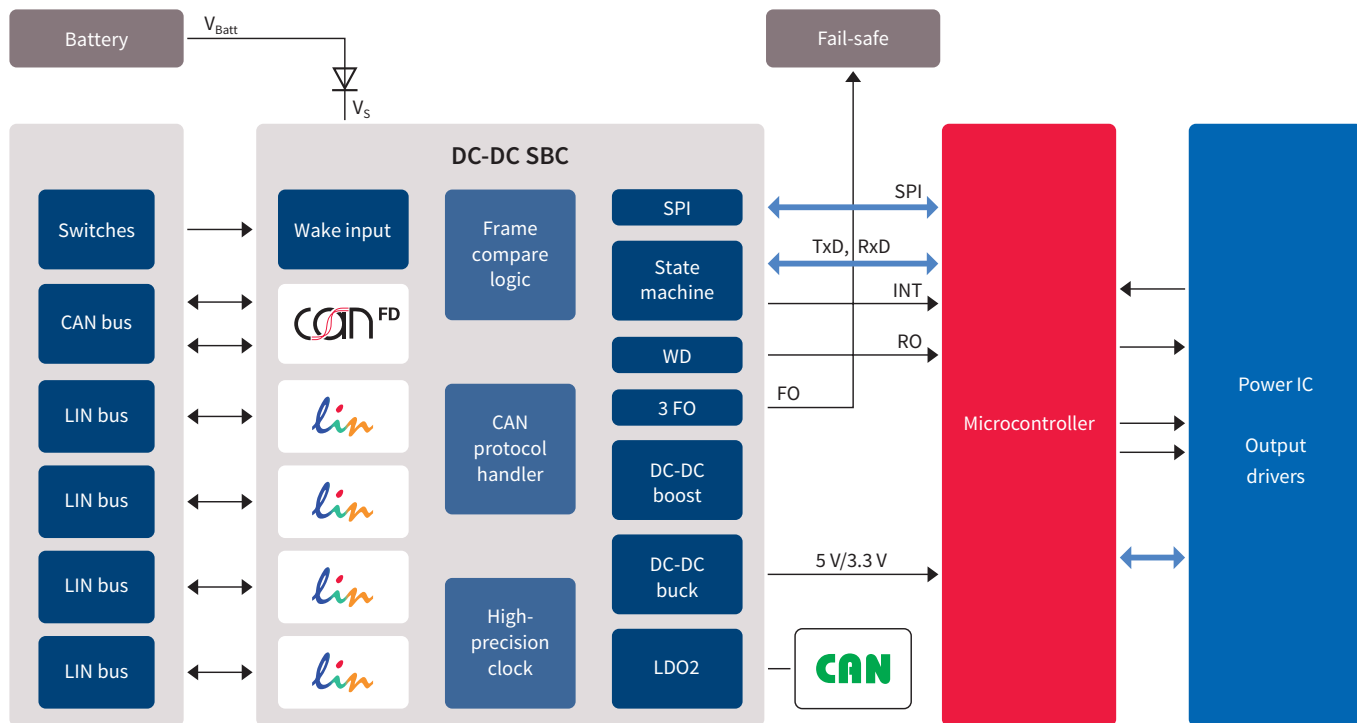 Battery
V_Batt
V_S
Fail-safe
DC-DC SBC
Switches
CAN bus
LIN bus
LIN bus
LIN bus
LIN bus
Wake input
CAN FD
lin
lin
lin
lin
Frame
compare
logic
CAN
protocol
handler
High-
precision
clock
SPI
State
machine
WD
3 FO
DC-DC
boost
DC-DC
buck
LDO2
SPI
TxD, RxD
INT
RO
FO
5 V/3.3 V
CAN
Microcontroller
Power IC
Output
drivers